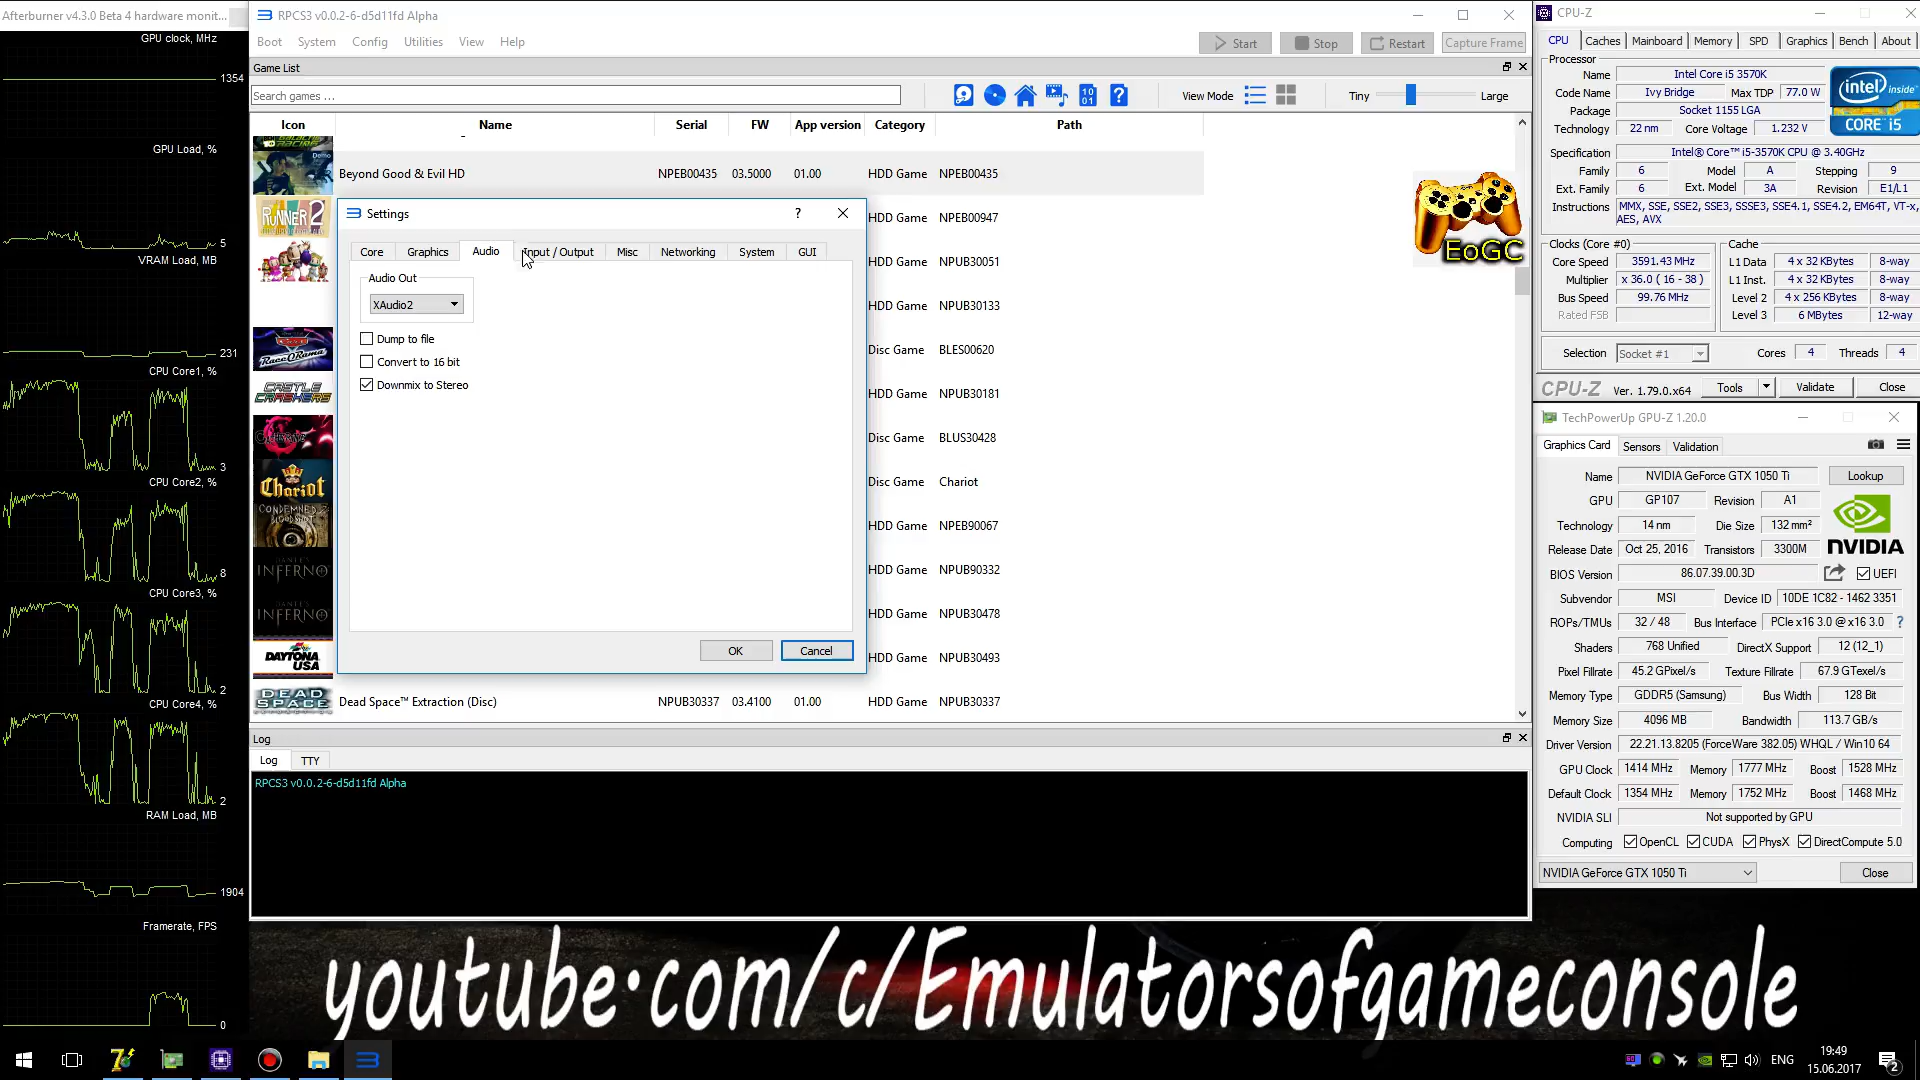 Afterburner v4.3.0 Beta 4 hardware monit...
GPU clock, MHz
1354
GPU Load, %
5
VRAM Load, MB
231
CPU Core1, %
3
CPU Core2, %
8
CPU Core3, %
2
CPU Core4, %
2
RAM Load, MB
1904
Framerate, FPS
0
RPCS3 v0.0.2-6-d5d11fd Alpha
Boot System Config Utilities View Help
Start Stop Restart Capture Frame
Game List
Search games ...
View Mode Tiny Large
Icon Name Serial FW App version Category Path
RACING
Demo
Beyond Good & Evil HD NPEB00435 03.5000 01.00 HDD Game NPEB00435
RUNNER 2
HDD Game NPEB00947
HDD Game NPUB30051
HDD Game NPUB30133
RACE O RAMA
Disc Game BLES00620
CASTLE CRASHERS
HDD Game NPUB30181
Disc Game BLUS30428
Chariot
Disc Game Chariot
CONDEMNED
BLOODSHOT
HDD Game NPEB90067
DANTE'S INFERNO
HDD Game NPUB90332
DANTE'S INFERNO
HDD Game NPUB30478
DAYTONA USA
HDD Game NPUB30493
DEAD SPACE
Dead Space™ Extraction (Disc) NPUB30337 03.4100 01.00 HDD Game NPUB30337
Settings
?
Core Graphics Audio Input / Output Misc Networking System GUI
Audio Out
XAudio2
Dump to file
Convert to 16 bit
Downmix to Stereo
OK Cancel
EoGC
Log
Log TTY
RPCS3 v0.0.2-6-d5d11fd Alpha
CPU-Z
CPU Caches Mainboard Memory SPD Graphics Bench About
Processor
Name Intel Core i5 3570K
Code Name Ivy Bridge Max TDP 77.0 W
Package Socket 1155 LGA
Technology 22 nm Core Voltage 1.232 V
intel inside
CORE i5
Specification Intel® Core™ i5-3570K CPU @ 3.40GHz
Family 6 Model A Stepping 9
Ext. Family 6 Ext. Model 3A Revision E1/L1
Instructions MMX, SSE, SSE2, SSE3, SSSE3, SSE4.1, SSE4.2, EM64T, VT-x,
AES, AVX
Clocks (Core #0) Cache
Core Speed 3591.43 MHz L1 Data 4 x 32 KBytes 8-way
Multiplier x 36.0 ( 16 - 38 ) L1 Inst. 4 x 32 KBytes 8-way
Bus Speed 99.76 MHz Level 2 4 x 256 KBytes 8-way
Rated FSB Level 3 6 MBytes 12-way
Selection Socket #1 Cores 4 Threads 4
CPU-Z Ver. 1.79.0.x64 Tools Validate Close
TechPowerUp GPU-Z 1.20.0
Graphics Card Sensors Validation
Name NVIDIA GeForce GTX 1050 Ti Lookup
GPU GP107 Revision A1
Technology 14 nm Die Size 132 mm²
Release Date Oct 25, 2016 Transistors 3300M
NVIDIA
BIOS Version 86.07.39.00.3D UEFI
Subvendor MSI Device ID 10DE 1C82 - 1462 3351
ROPs/TMUs 32 / 48 Bus Interface PCIe x16 3.0 @ x16 3.0 ?
Shaders 768 Unified DirectX Support 12 (12_1)
Pixel Fillrate 45.2 GPixel/s Texture Fillrate 67.9 GTexel/s
Memory Type GDDR5 (Samsung) Bus Width 128 Bit
Memory Size 4096 MB Bandwidth 113.7 GB/s
Driver Version 22.21.13.8205 (ForceWare 382.05) WHQL / Win10 64
GPU Clock 1414 MHz Memory 1777 MHz Boost 1528 MHz
Default Clock 1354 MHz Memory 1752 MHz Boost 1468 MHz
NVIDIA SLI Not supported by GPU
Computing OpenCL CUDA PhysX DirectCompute 5.0
NVIDIA GeForce GTX 1050 Ti Close
youtube.com/c/Emulatorsofgameconsole
ENG 19:49
15.06.2017 2